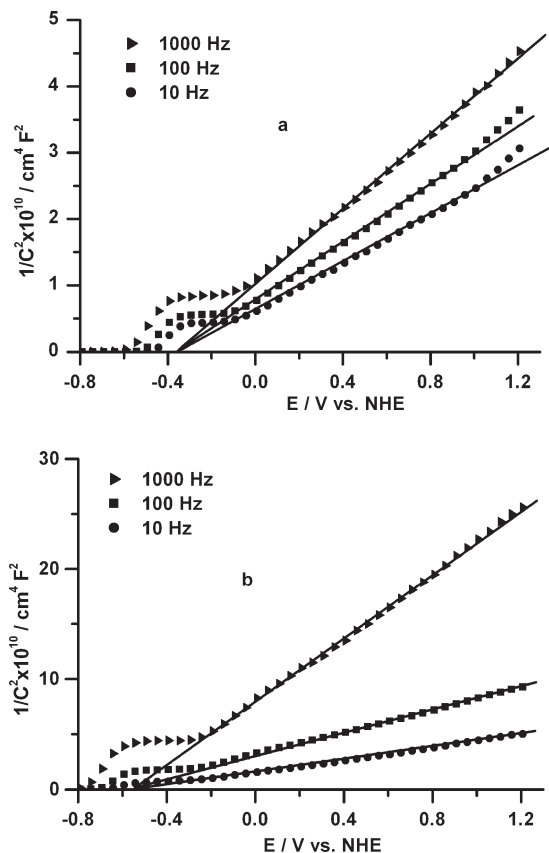 5
4
3
2
1
0
1/C²x10¹⁰ / cm⁴ F²
1000 Hz
100 Hz
10 Hz
a
-0.8 -0.4 0.0 0.4 0.8 1.2
E / V vs. NHE
30
20
10
0
1/C²x10¹⁰ / cm⁴ F²
1000 Hz
100 Hz
10 Hz
b
-0.8 -0.4 0.0 0.4 0.8 1.2
E / V vs. NHE